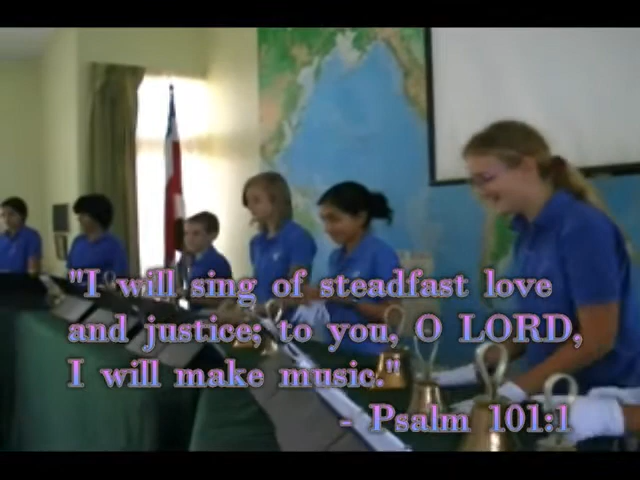 "I will sing of steadfast love
and justice; to you, O LORD,
I will make music."
- Psalm 101:1